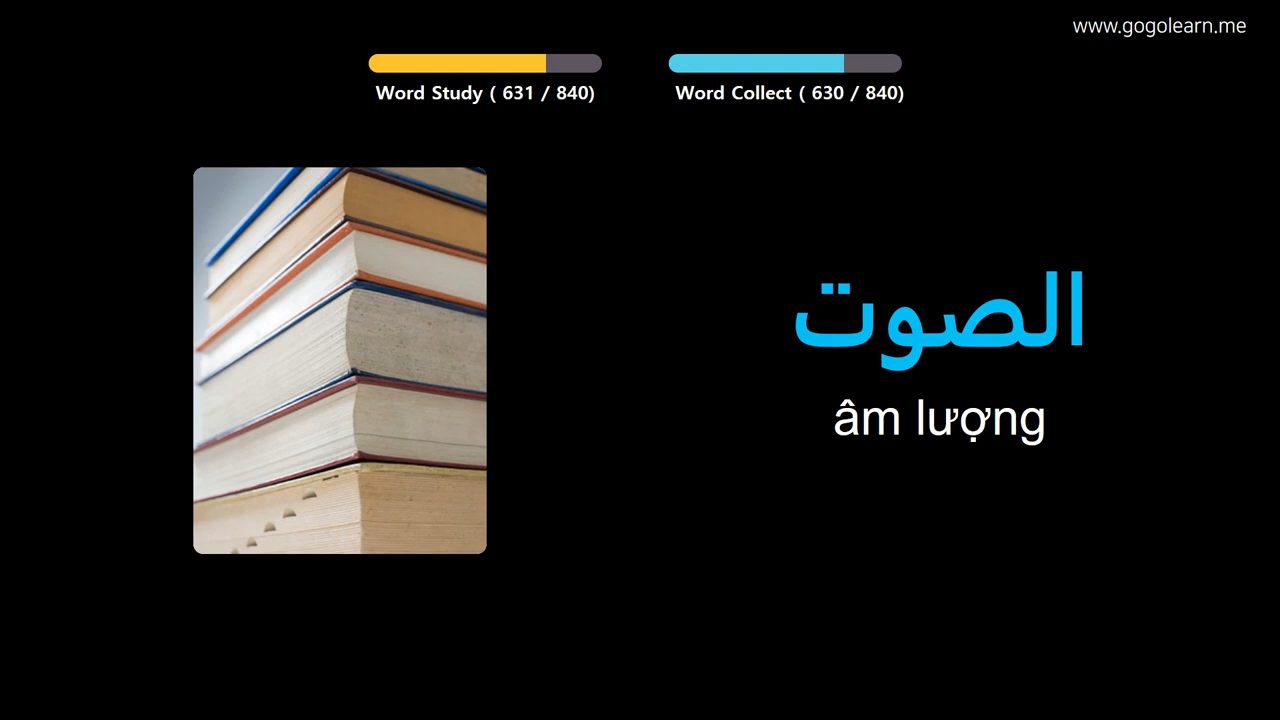 www.gogolearn.me
Word Study ( 631 / 840)
Word Collect ( 630 / 840)
الصوت
âm lượng